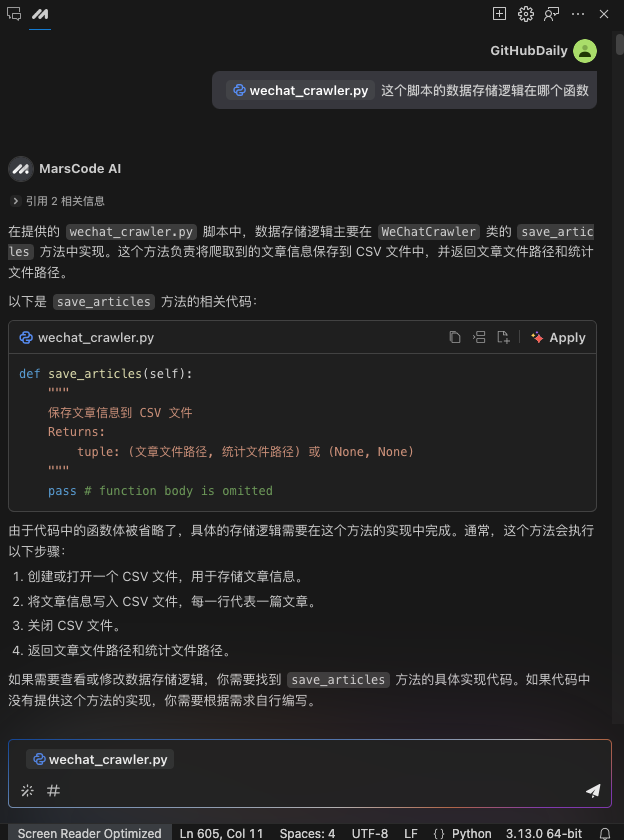 GitHubDaily
wechat_crawler.py 这个脚本的数据存储逻辑在哪个函数
MarsCode AI
引用 2 相关信息
在提供的 wechat_crawler.py 脚本中，数据存储逻辑主要在 WeChatCrawler 类的 save_artic
les 方法中实现。这个方法负责将爬取到的文章信息保存到 CSV 文件中，并返回文章文件路径和统计
文件路径。
以下是 save_articles 方法的相关代码：
wechat_crawler.py
Apply
def save_articles(self):
"""
保存文章信息到 CSV 文件
Returns:
tuple: (文章文件路径, 统计文件路径) 或 (None, None)
"""
pass # function body is omitted
由于代码中的函数体被省略了，具体的存储逻辑需要在这个方法的实现中完成。通常，这个方法会执行
以下步骤：
1. 创建或打开一个 CSV 文件，用于存储文章信息。
2. 将文章信息写入 CSV 文件，每一行代表一篇文章。
3. 关闭 CSV 文件。
4. 返回文章文件路径和统计文件路径。
如果需要查看或修改数据存储逻辑，你需要找到 save_articles 方法的具体实现代码。如果代码中
没有提供这个方法的实现，你需要根据需求自行编写。
wechat_crawler.py
#
Screen Reader Optimized Ln 605, Col 11 Spaces: 4 UTF-8 LF {} Python 3.13.0 64-bit